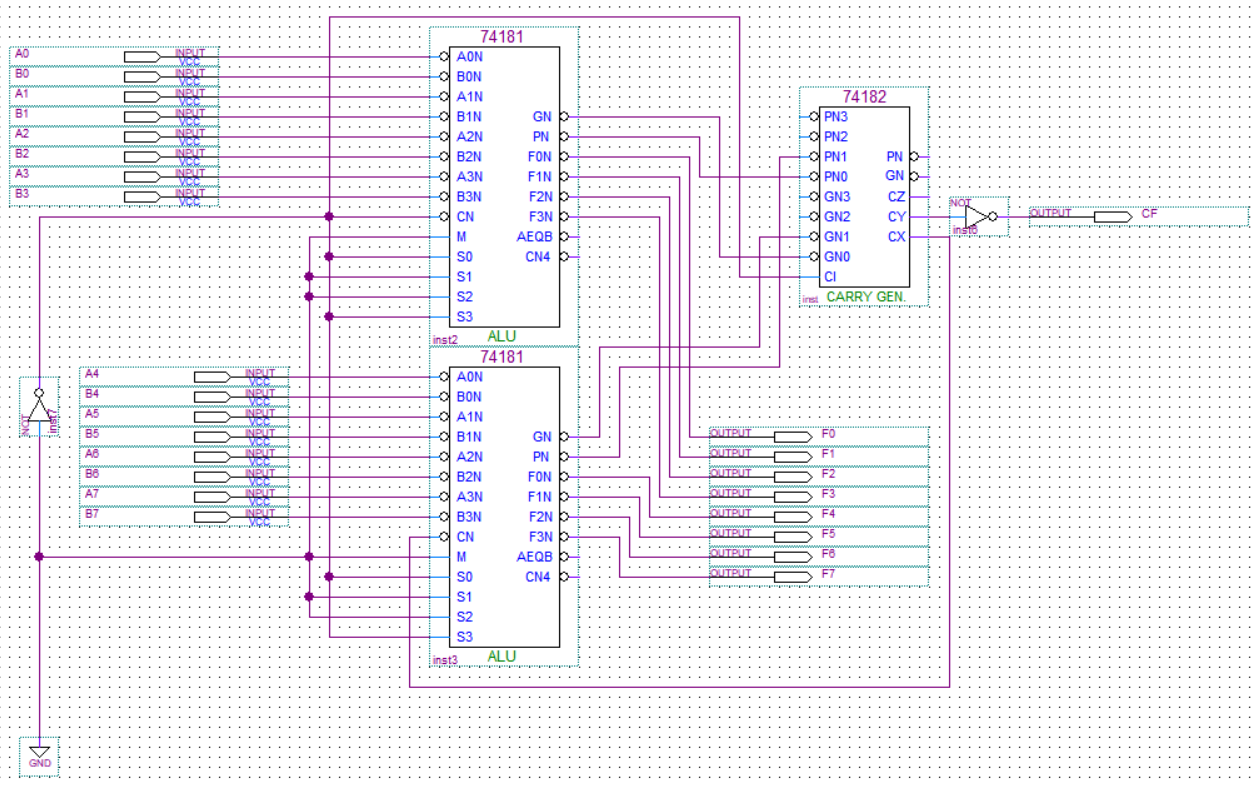 74181
A0 INPUT VCC A0N
B0 INPUT VCC B0N
A1 INPUT VCC A1N
B1 INPUT VCC B1N GN
A2 INPUT VCC A2N PN
B2 INPUT VCC B2N F0N
A3 INPUT VCC A3N F1N
B3 INPUT VCC B3N F2N
CN F3N
M AEQB
S0 CN4
S1
S2
S3
inst2 ALU
74182
PN3
PN2
PN1 PN
PN0 GN
GN3 CZ
GN2 CY
GN1 CX
GN0
CI
inst CARRY GEN.
NOT
inst6
OUTPUT CF
74181
A4 INPUT VCC A0N
B4 INPUT VCC B0N
A5 INPUT VCC A1N
B5 INPUT VCC B1N GN
A6 INPUT VCC A2N PN
B6 INPUT VCC B2N F0N
A7 INPUT VCC A3N F1N
B7 INPUT VCC B3N F2N
CN F3N
M AEQB
S0 CN4
S1
S2
S3
inst3 ALU
NOT
inst7
OUTPUT F0
OUTPUT F1
OUTPUT F2
OUTPUT F3
OUTPUT F4
OUTPUT F5
OUTPUT F6
OUTPUT F7
GND